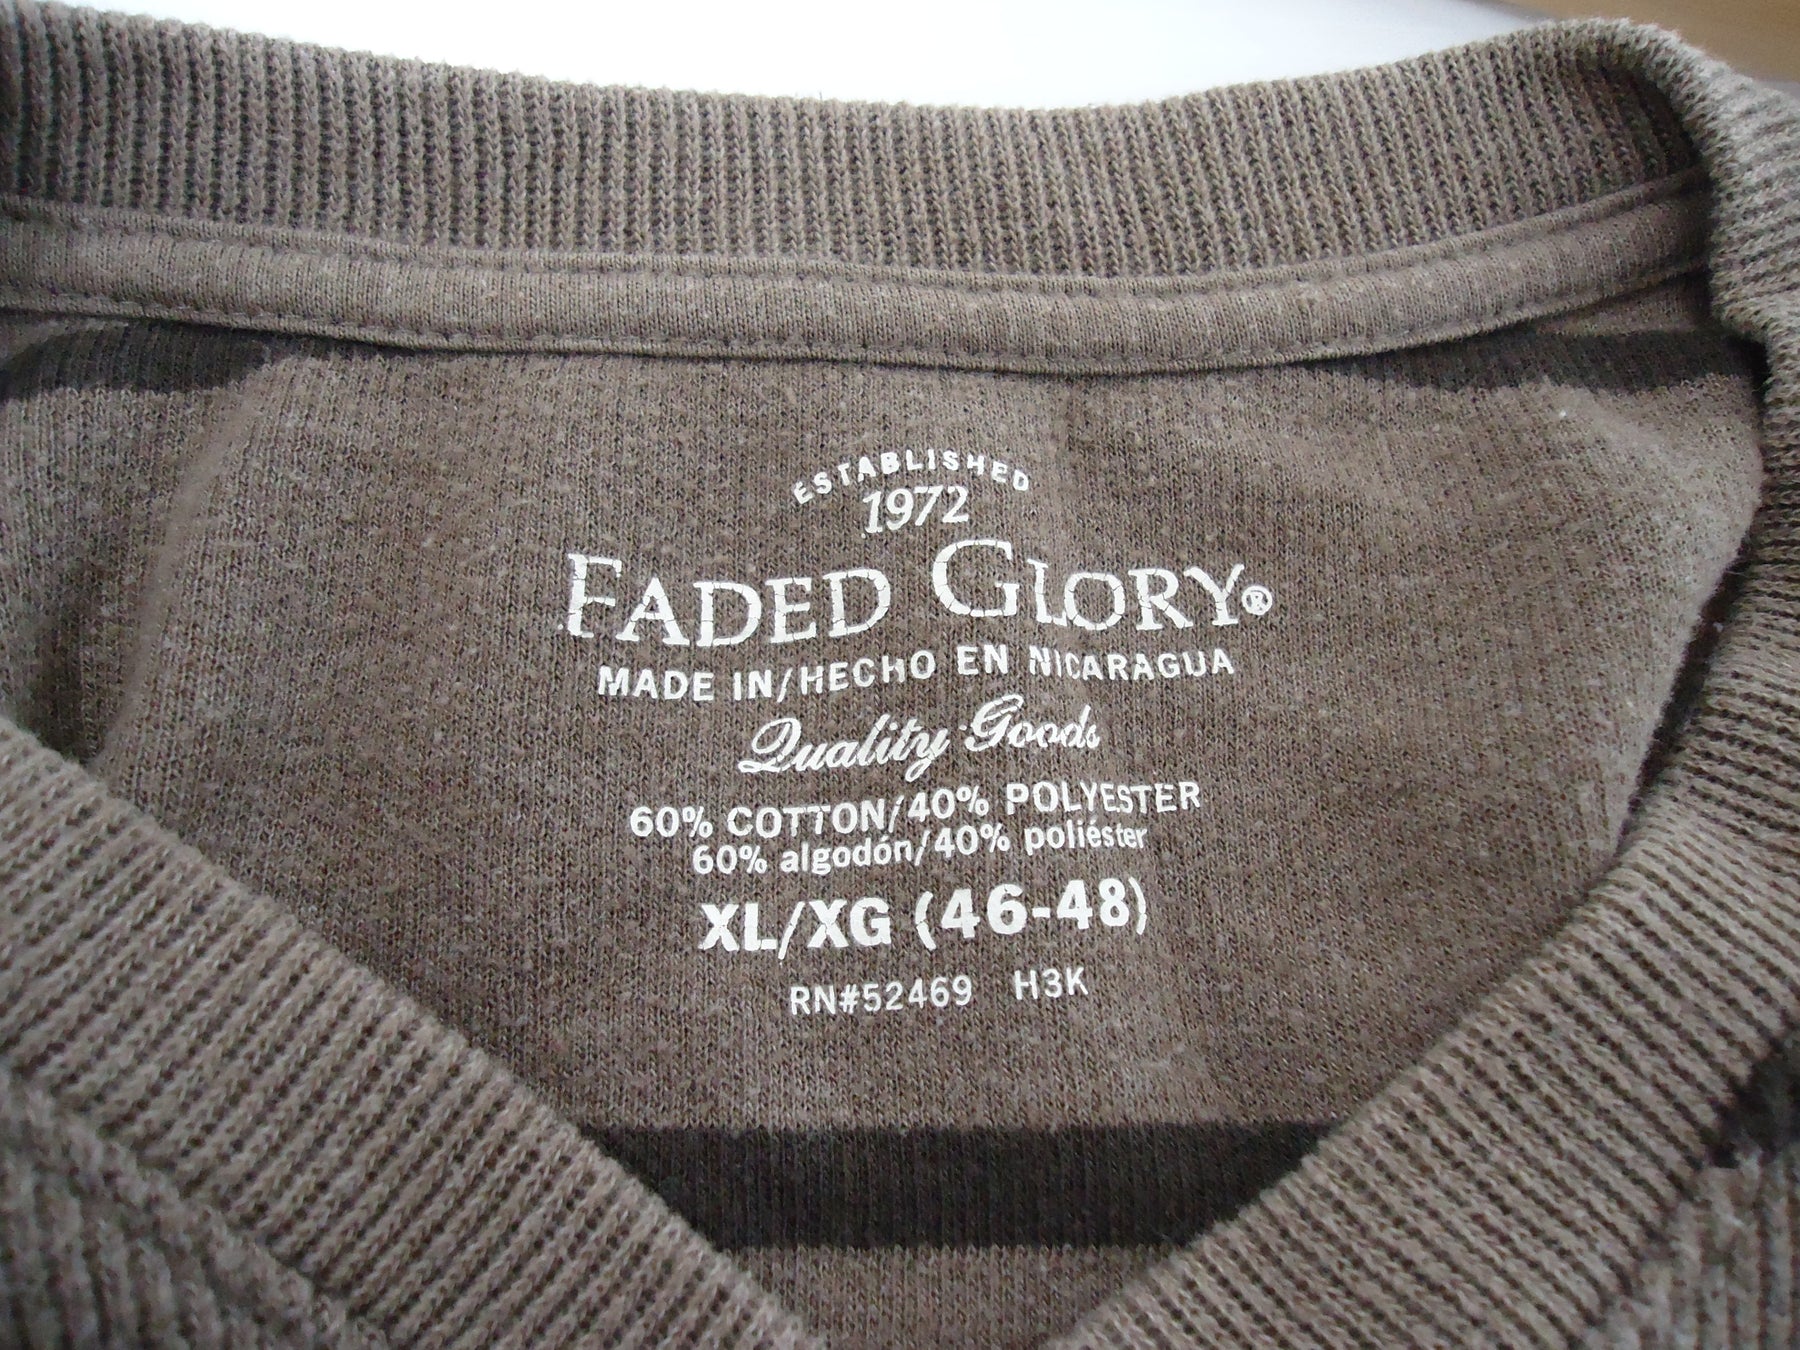 ESTABLISHED
1972
FADED GLORY®
MADE IN/HECHO EN NICARAGUA
Quality Goods
60% COTTON/40% POLYESTER
60% algodón/40% poliéster
XL/XG (46-48)
RN#52469 H3K